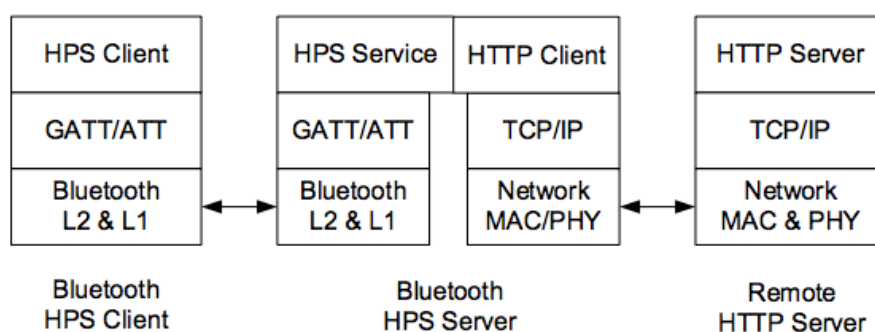 HPS Client
HPS Service
HTTP Client
HTTP Server
GATT/ATT
GATT/ATT
TCP/IP
TCP/IP
Bluetooth
L2 & L1
Bluetooth
L2 & L1
Network
MAC/PHY
Network
MAC & PHY
Bluetooth
HPS Client
Bluetooth
HPS Server
Remote
HTTP Server